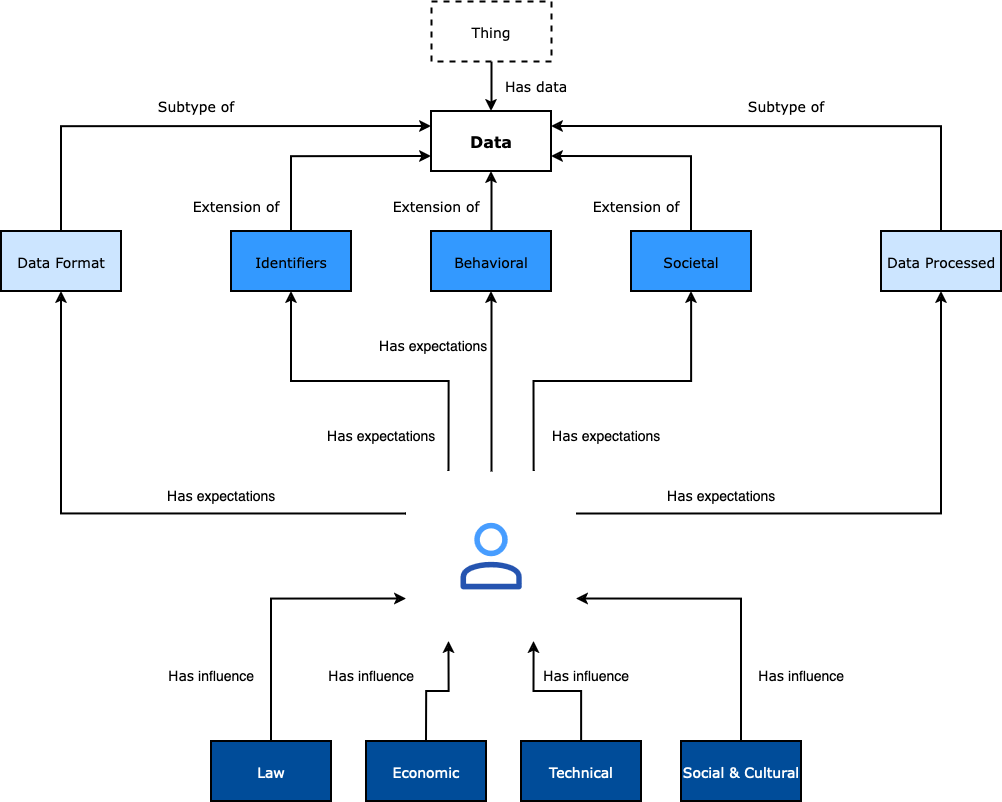 Thing
Has data
Subtype of
Subtype of
Data
Extension of
Extension of
Extension of
Data Format
Identifiers
Behavioral
Societal
Data Processed
Has expectations
Has expectations
Has expectations
Has expectations
Has expectations
Has influence
Has influence
Has influence
Has influence
Law
Economic
Technical
Social & Cultural